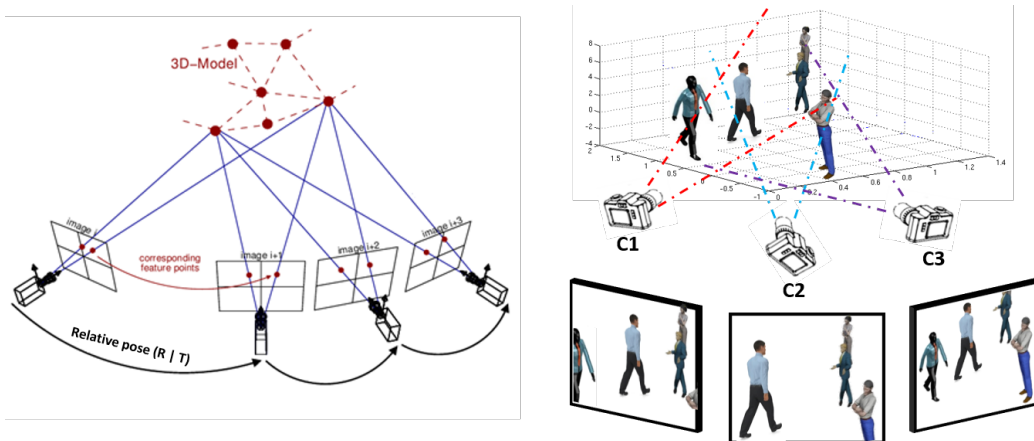 3D-Model
image i
image i+1
image i+2
image i+3
corresponding
feature points
Relative pose (R | T)
8
6
4
2
0
-2
-4
2
1.5
1
0.5
0
-0.5
-1
0
0.2
0.4
0.6
0.8
1
1.2
1.4
C1
C2
C3